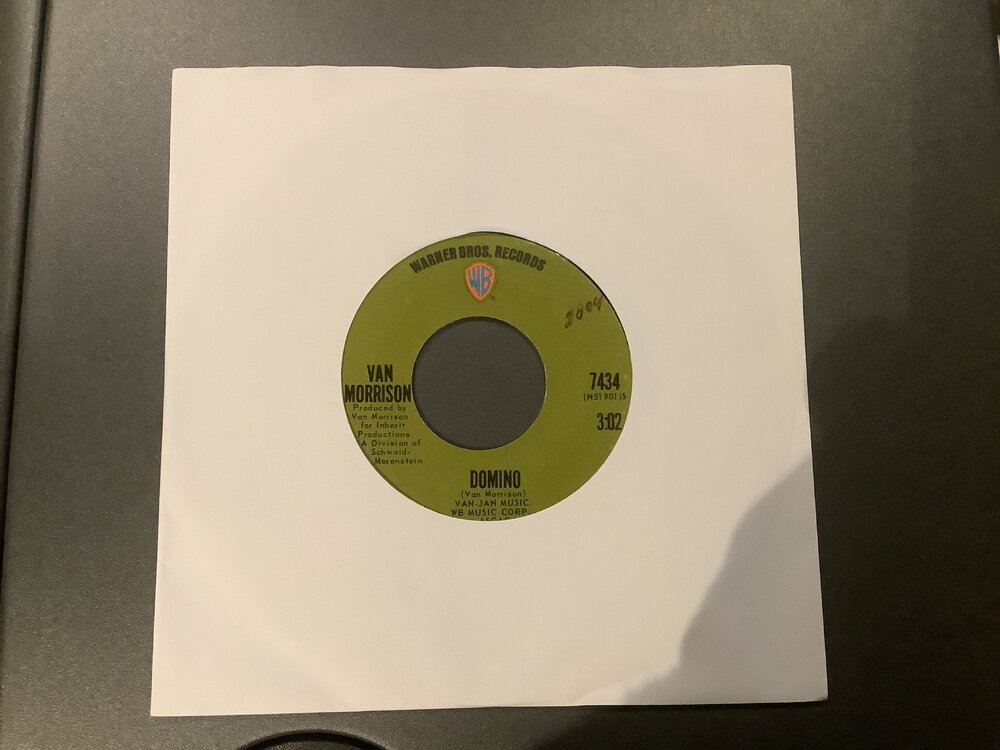 WARNER BROS. RECORDS
WB
VAN
MORRISON
Produced by
Van Morrison
for Inherit
Productions
A Division of
Schwaid-
Merenstein
7434
(N51901)S
3:02
DOMINO
(Van Morrison)
VAN-JAN MUSIC
WB MUSIC CORP.